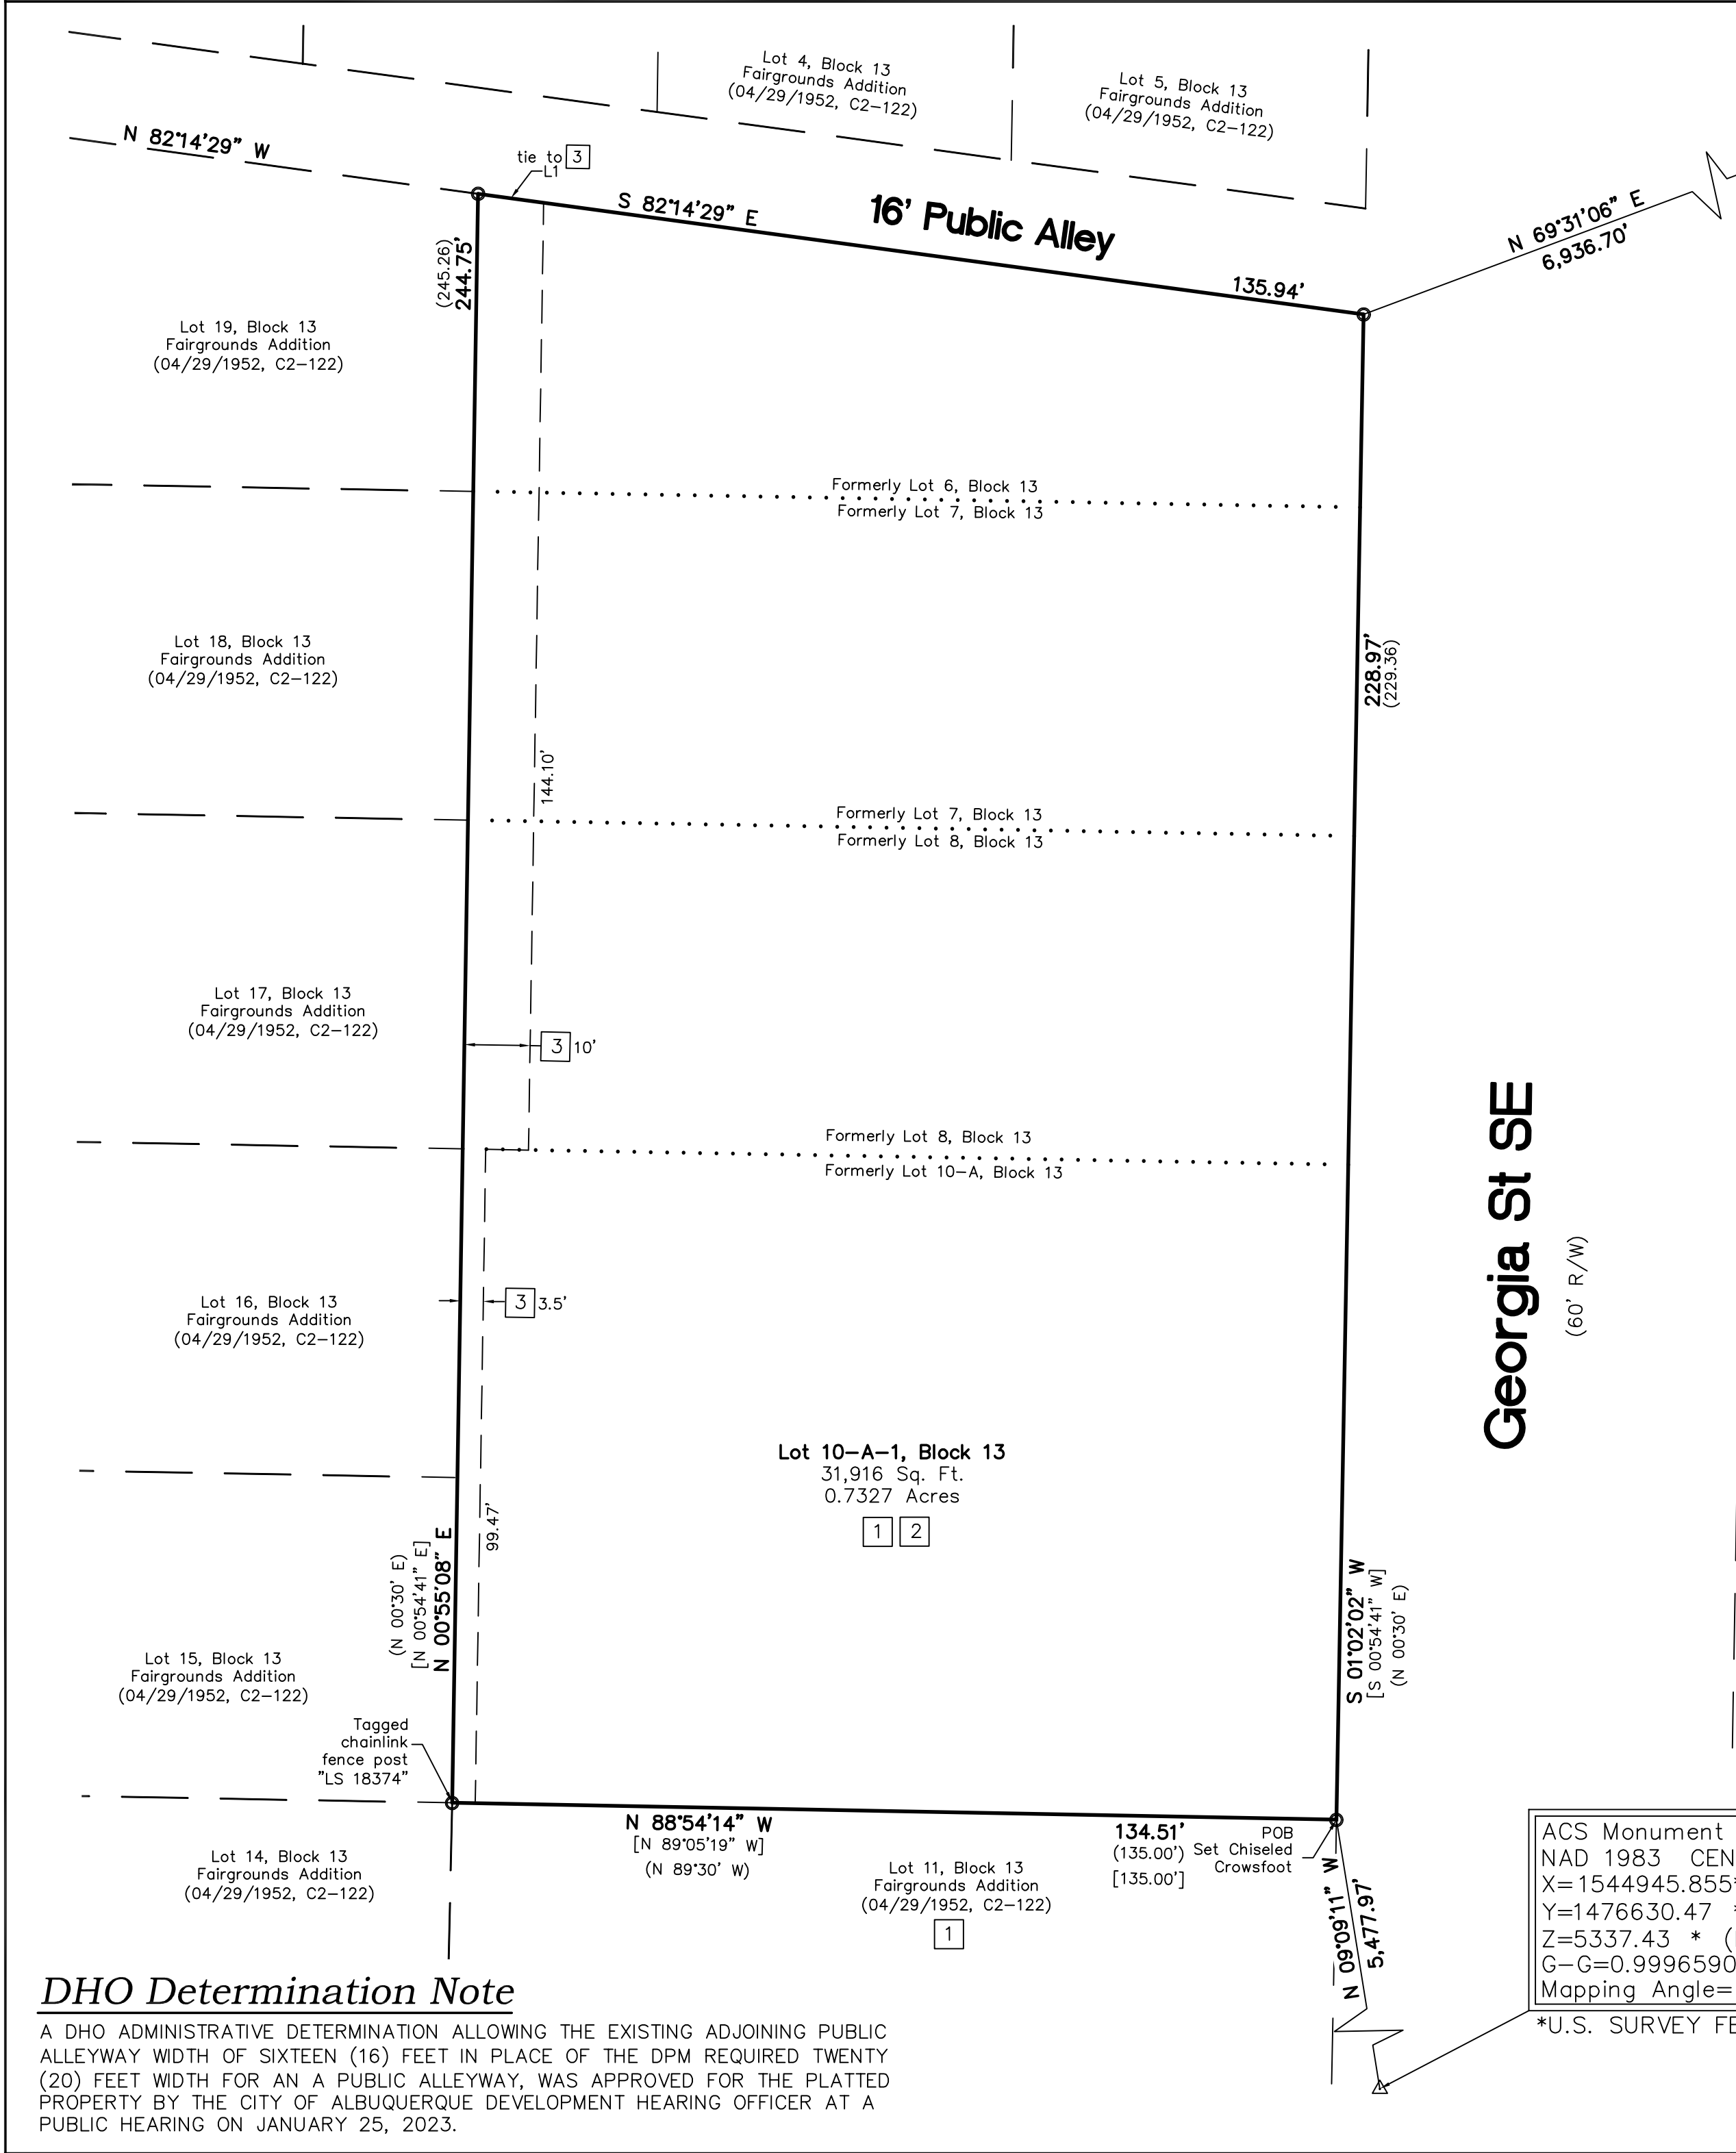 Lot 4, Block 13
Fairgrounds Addition
(04/29/1952, C2-122)
Lot 5, Block 13
Fairgrounds Addition
(04/29/1952, C2-122)
N 82°14'29" W
tie to 3
L1
S 82°14'29" E
16' Public Alley
135.94'
N 69°31'06" E
6,936.70'
(245.26)
244.75'
Lot 19, Block 13
Fairgrounds Addition
(04/29/1952, C2-122)
Formerly Lot 6, Block 13
Formerly Lot 7, Block 13
Lot 18, Block 13
Fairgrounds Addition
(04/29/1952, C2-122)
228.97'
(229.36)
144.10'
Formerly Lot 7, Block 13
Formerly Lot 8, Block 13
Lot 17, Block 13
Fairgrounds Addition
(04/29/1952, C2-122)
3 10'
Formerly Lot 8, Block 13
Formerly Lot 10-A, Block 13
Georgia St SE
(60' R/W)
Lot 16, Block 13
Fairgrounds Addition
(04/29/1952, C2-122)
3 3.5'
Lot 10-A-1, Block 13
31,916 Sq. Ft.
0.7327 Acres
1 2
99.47'
(N 00°30' E)
[N 00°54'41" E]
N 00°55'08" E
S 01°02'02" W
[S 00°54'41" W]
(N 00°30' E)
Lot 15, Block 13
Fairgrounds Addition
(04/29/1952, C2-122)
Tagged
chainlink
fence post
"LS 18374"
N 88°54'14" W
[N 89°05'19" W]
(N 89°30' W)
134.51'
(135.00')
[135.00']
POB
Set Chiseled
Crowsfoot
Lot 14, Block 13
Fairgrounds Addition
(04/29/1952, C2-122)
Lot 11, Block 13
Fairgrounds Addition
(04/29/1952, C2-122)
1
N 09°09'11" W
5,477.97'
ACS Monument
NAD 1983 CEN
X=1544945.855*
Y=1476630.47 *
Z=5337.43 * (
G-G=0.9996590
Mapping Angle=
*U.S. SURVEY FE
DHO Determination Note
A DHO ADMINISTRATIVE DETERMINATION ALLOWING THE EXISTING ADJOINING PUBLIC
ALLEYWAY WIDTH OF SIXTEEN (16) FEET IN PLACE OF THE DPM REQUIRED TWENTY
(20) FEET WIDTH FOR AN A PUBLIC ALLEYWAY, WAS APPROVED FOR THE PLATTED
PROPERTY BY THE CITY OF ALBUQUERQUE DEVELOPMENT HEARING OFFICER AT A
PUBLIC HEARING ON JANUARY 25, 2023.